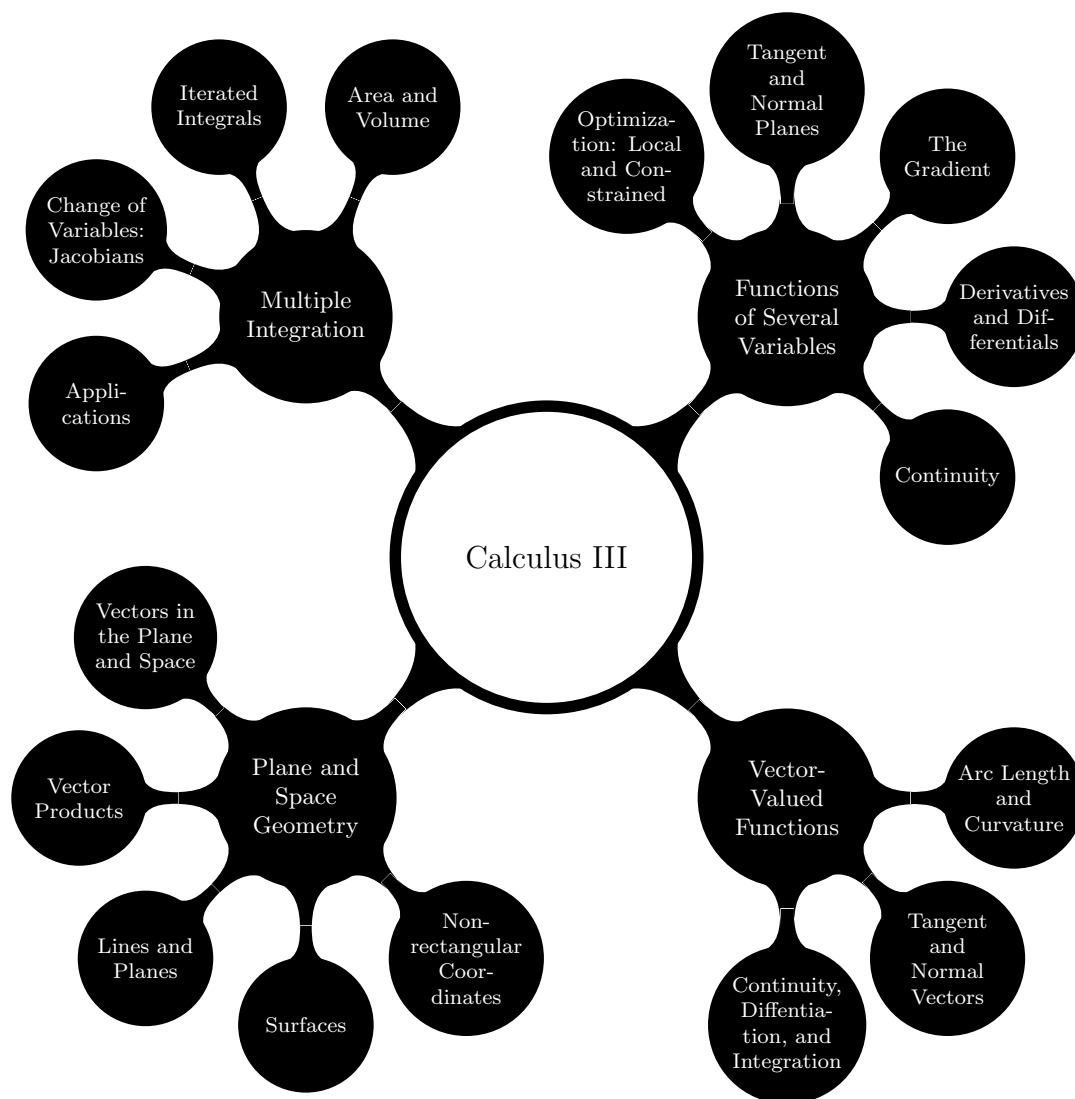 Calculus III
Multiple
Integration
Area and
Volume
Iterated
Integrals
Change of
Variables:
Jacobians
Appli-
cations
Functions
of Several
Variables
Optimiza-
tion: Local
and Con-
strained
Tangent
and
Normal
Planes
The
Gradient
Derivatives
and Dif-
ferentials
Continuity
Plane and
Space
Geometry
Vectors in
the Plane
and Space
Vector
Products
Lines and
Planes
Surfaces
Non-
rectangular
Coor-
dinates
Vector-
Valued
Functions
Arc Length
and
Curvature
Tangent
and
Normal
Vectors
Continuity,
Diffentia-
tion, and
Integration